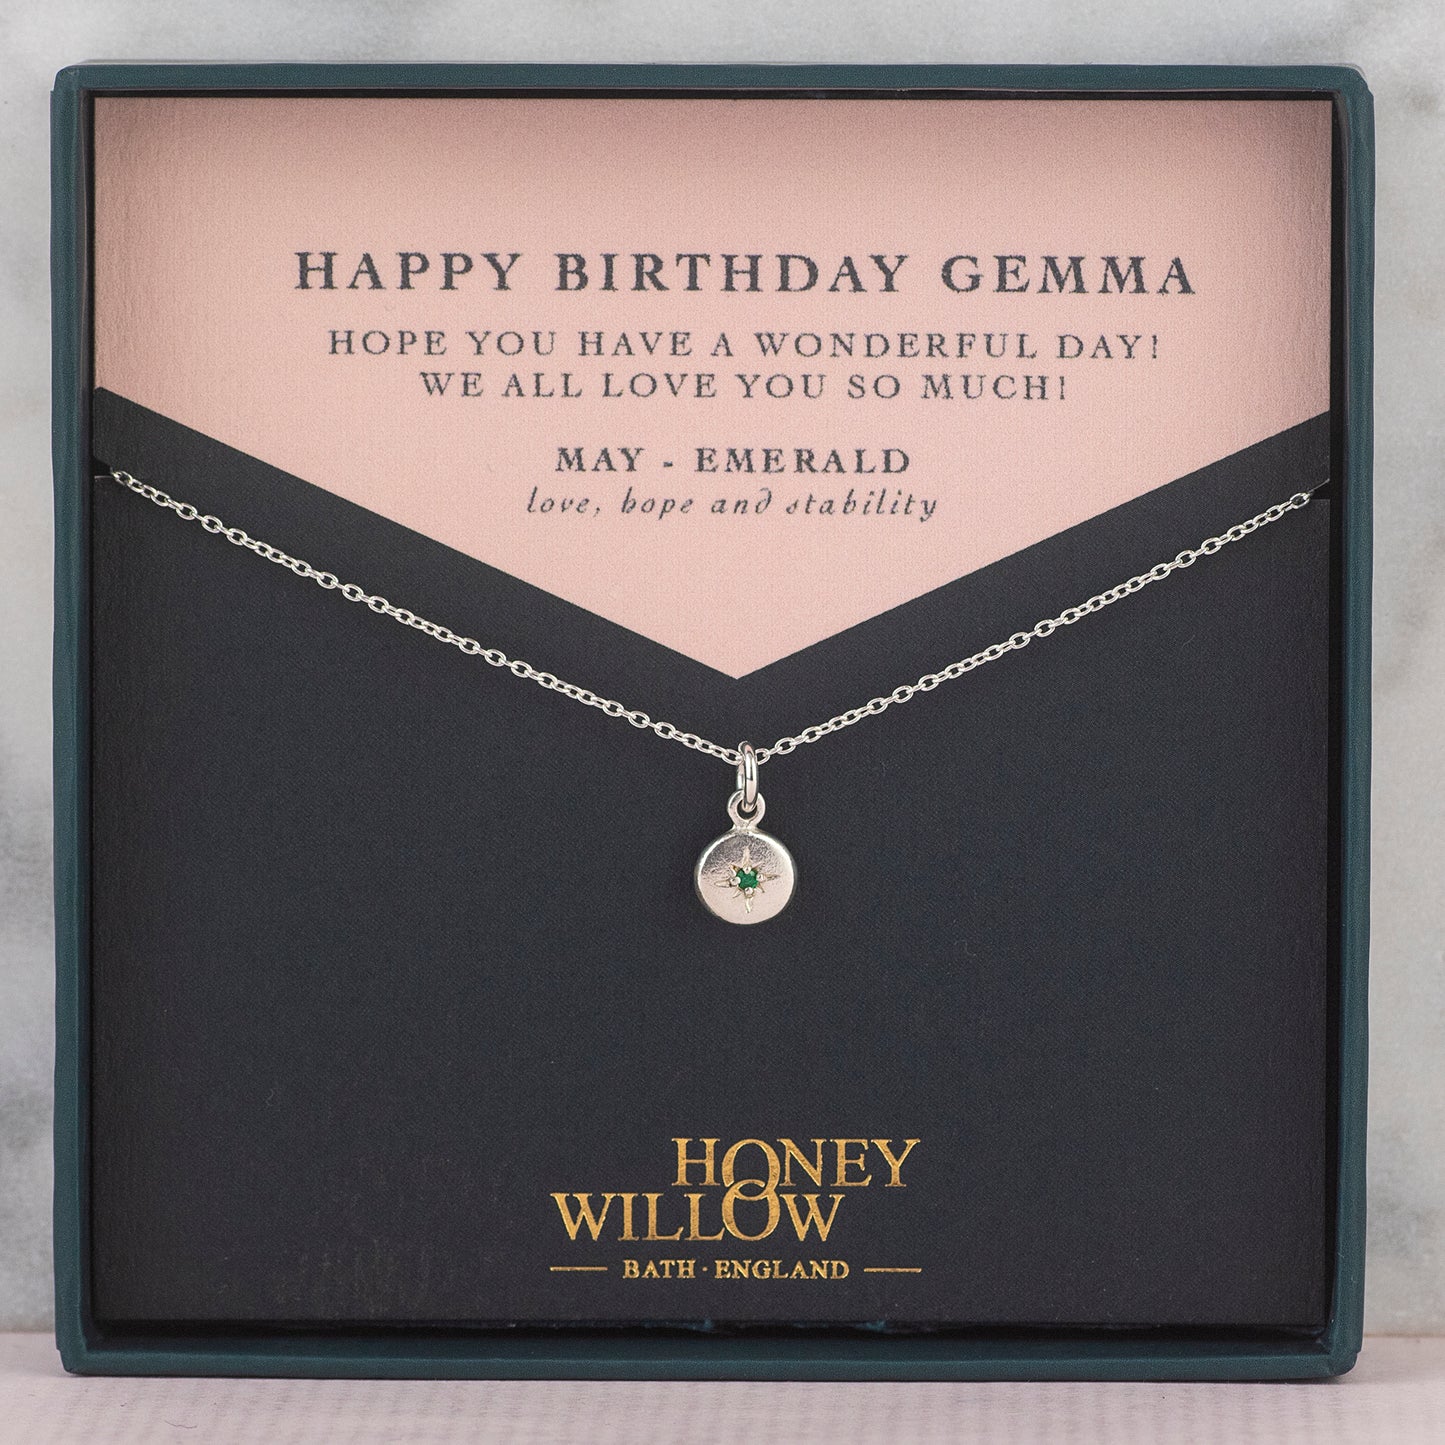 HAPPY BIRTHDAY GEMMA
HOPE YOU HAVE A WONDERFUL DAY!
WE ALL LOVE YOU SO MUCH!
MAY - EMERALD
love, hope and stability
HONEY
WILLOW
BATH · ENGLAND